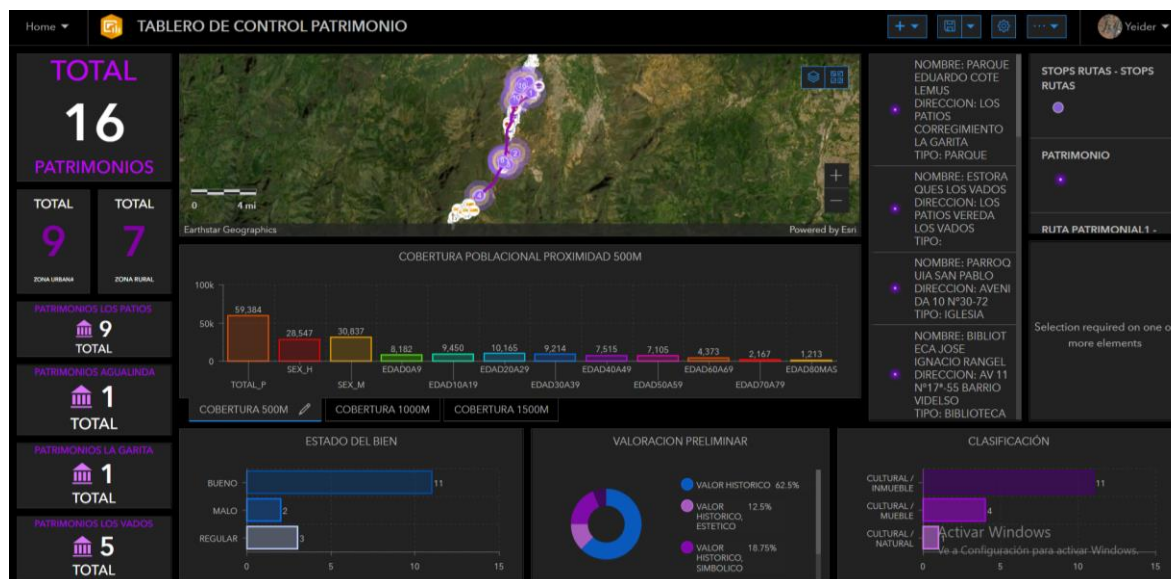 Home
TABLERO DE CONTROL PATRIMONIO
Yeider
TOTAL
16
PATRIMONIOS
TOTAL
9
ZONA URBANA
TOTAL
7
ZONA RURAL
PATRIMONIOS LOS PATIOS
9
TOTAL
PATRIMONIOS AGUALINDA
1
TOTAL
PATRIMONIOS LA GARITA
1
TOTAL
PATRIMONIOS LOS VADOS
5
TOTAL
0 4 mi
Earthstar Geographics
Powered by Esri
COBERTURA POBLACIONAL PROXIMIDAD 500M
100k
50k
0
59,384
28,547
30,837
8,182
9,450
10,165
9,214
7,515
7,105
4,373
2,167
1,213
SEX_H
EDAD0A9
EDAD20A29
EDAD40A49
EDAD60A69
EDAD80MAS
TOTAL_P
SEX_M
EDAD10A19
EDAD30A39
EDAD50A59
EDAD70A79
COBERTURA 500M
COBERTURA 1000M
COBERTURA 1500M
NOMBRE: PARQUE
EDUARDO COTE
LEMUS
DIRECCION: LOS
PATIOS
CORREGIMIENTO
LA GARITA
TIPO: PARQUE
NOMBRE: ESTORA
QUES LOS VADOS
DIRECCION: LOS
PATIOS VEREDA
LOS VADOS
TIPO:
NOMBRE: PARROQ
UIA SAN PABLO
DIRECCION: AVENI
DA 10 N°30-72
TIPO: IGLESIA
NOMBRE: BIBLIOT
ECA JOSE
IGNACIO RANGEL
DIRECCION: AV 11
N°17ª-55 BARRIO
VIDELSO
TIPO: BIBLIOTECA
STOPS RUTAS - STOPS
RUTAS
PATRIMONIO
RUTA PATRIMONIAL1 -
Selection required on one o
more elements
ESTADO DEL BIEN
BUENO
11
MALO
2
REGULAR
3
0 5 10 15
VALORACION PRELIMINAR
VALOR HISTORICO 62.5%
VALOR 12.5%
HISTORICO,
ESTETICO
VALOR 18.75%
HISTORICO,
SIMBOLICO
CLASIFICACIÓN
CULTURAL /
INMUEBLE
11
CULTURAL /
MUEBLE
4
CULTURAL /
NATURAL
0 5 10 15
Activar Windows
Ve a Configuración para activar Windows.